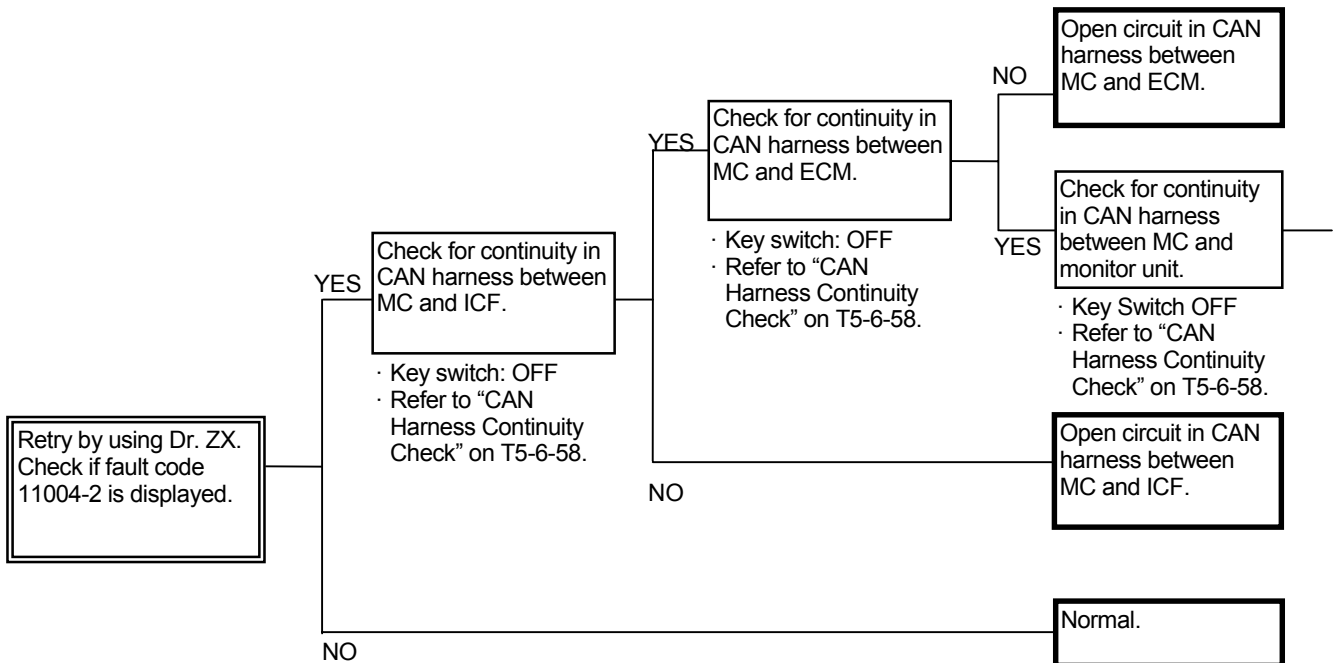 Retry by using Dr. ZX.
Check if fault code
11004-2 is displayed.
YES
NO
Check for continuity in
CAN harness between
MC and ICF.
· Key switch: OFF
· Refer to “CAN
Harness Continuity
Check” on T5-6-58.
YES
NO
Check for continuity in
CAN harness between
MC and ECM.
· Key switch: OFF
· Refer to “CAN
Harness Continuity
Check” on T5-6-58.
NO
YES
Open circuit in CAN
harness between
MC and ECM.
Check for continuity
in CAN harness
between MC and
monitor unit.
· Key Switch OFF
· Refer to “CAN
Harness Continuity
Check” on T5-6-58.
Open circuit in CAN
harness between
MC and ICF.
Normal.